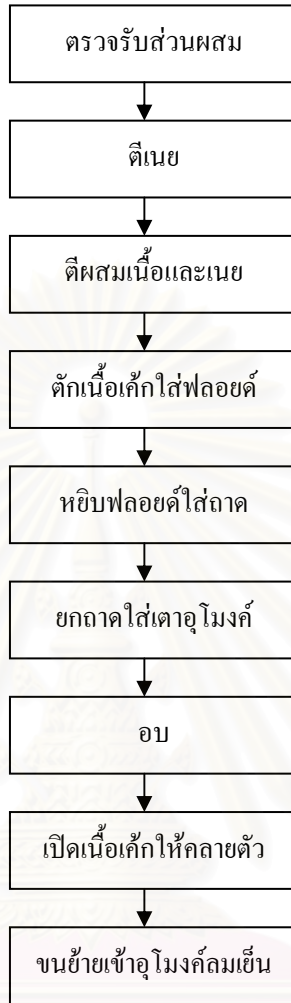 ตรวจรับส่วนผสม
ตีเนย
ตีผสมเนื้อและเนย
ตักเนื้อเค้กใส่ฟลอยด์
หยิบฟลอยด์ใส่ถาด
ยกถาดใส่เตาอุโมงค์
อบ
เปิดเนื้อเค้กให้คลายตัว
ขนย้ายเข้าอุโมงค์ลมเย็น